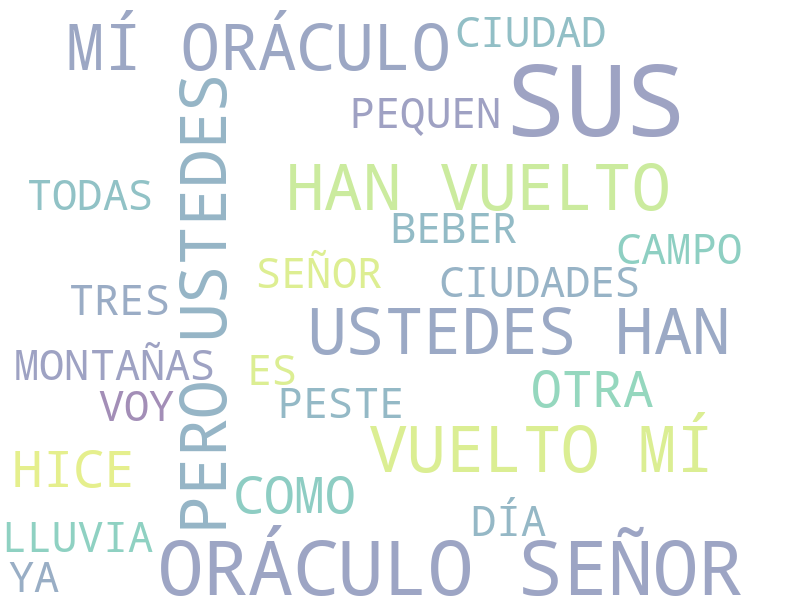 MÍ ORÁCULO
CIUDAD
SUS
PEQUEN
TODAS
PERO USTEDES
HAN VUELTO
BEBER
CAMPO
SEÑOR
CIUDADES
TRES
USTEDES HAN
MONTAÑAS
ES
OTRA
VOY
PESTE
VUELTO MÍ
HICE
COMO
DÍA
LLUVIA
ORÁCULO SEÑOR
YA